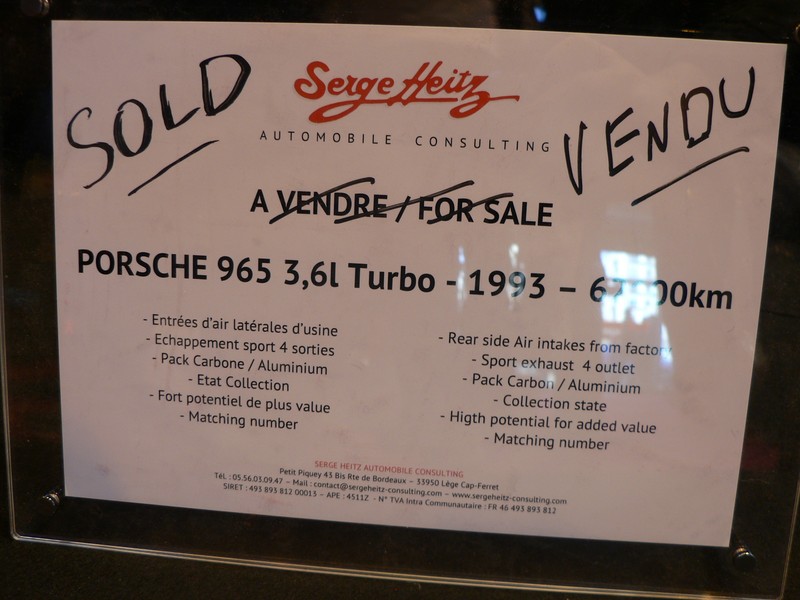 SOLD
Serge Heitz
VENDU
AUTOMOBILE CONSULTING
A VENDRE / FOR SALE
PORSCHE 965 3,6l Turbo - 1993 –
- Entrées d'air latérales d'usine
- Echappement sport 4 sorties
- Pack Carbone / Aluminium
- Etat Collection
- Fort potentiel de plus value
- Matching number
- Rear side Air intakes from factory
- Sport exhaust 4 outlet
- Pack Carbon / Aluminium
- Collection state
- Higth potential for added value
- Matching number
SERGE HEITZ AUTOMOBILE CONSULTING
Petit Piquey 43 Bis Rte de Bordeaux – 33950 Lège Cap-Ferret
Tél : 05.56.03.09.47 – Mail : contact@sergeheitz-consulting.com – www.sergeheitz-consulting.com
SIRET : 493 893 812 00013 – APE : 4511Z - N° TVA Intra Communautaire : FR 46 493 893 812